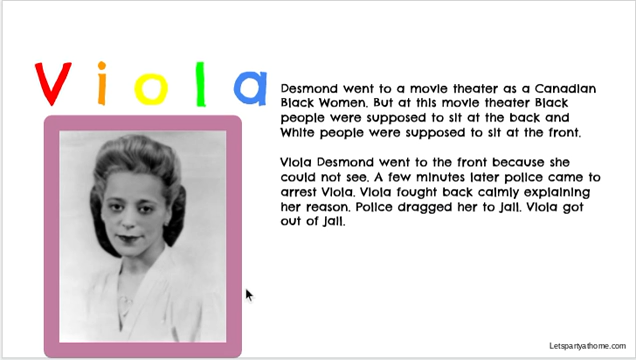 Viola
Desmond went to a movie theater as a Canadian
Black Women. But at this movie theater Black
people were supposed to sit at the back and
White people were supposed to sit at the front.
Viola Desmond went to the front because she
could not see. A few minutes later police came to
arrest Viola. Viola fought back calmly explaining
her reason. Police dragged her to jail. Viola got
out of jail.
Letspartyathome.com